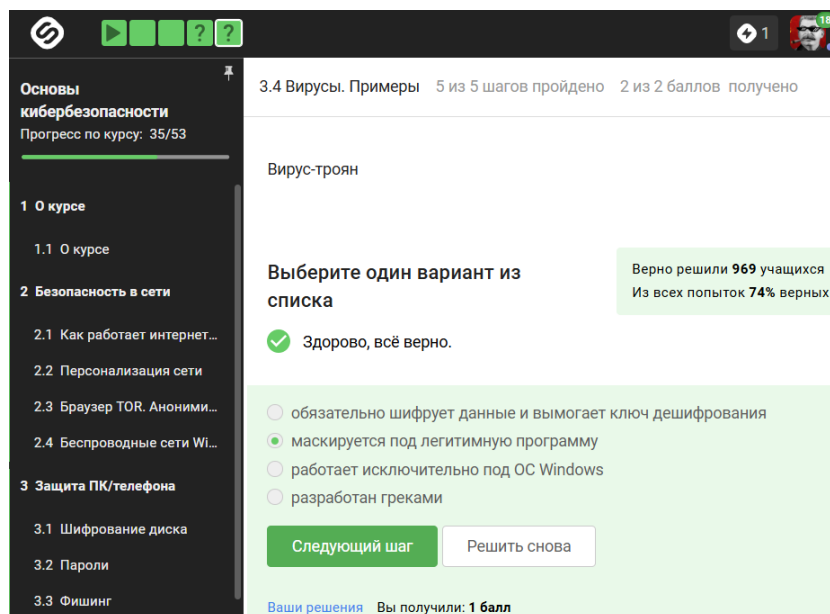 ? ?
1
18
Основы
кибербезопасности
Прогресс по курсу: 35/53
1 О курсе
1.1 О курсе
2 Безопасность в сети
2.1 Как работает интернет...
2.2 Персонализация сети
2.3 Браузер TOR. Аноними...
2.4 Беспроводные сети Wi...
3 Защита ПК/телефона
3.1 Шифрование диска
3.2 Пароли
3.3 Фишинг
3.4 Вирусы. Примеры 5 из 5 шагов пройдено 2 из 2 баллов получено
Вирус-троян
Выберите один вариант из
списка
Верно решили 969 учащихся
Из всех попыток 74% верных
Здорово, всё верно.
обязательно шифрует данные и вымогает ключ дешифрования
маскируется под легитимную программу
работает исключительно под ОС Windows
разработан греками
Следующий шаг
Решить снова
Ваши решения Вы получили: 1 балл